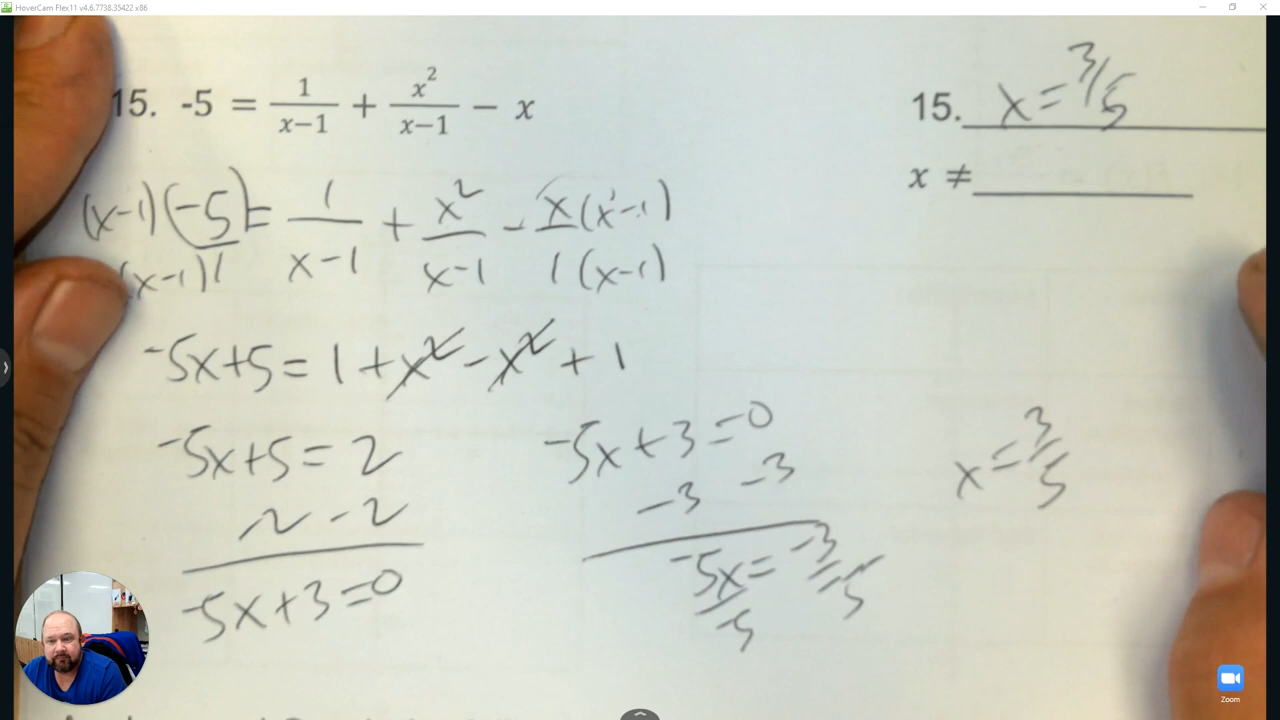 HoverCam Flex11 v4.6.7738.35422 x86
15. -5 = 1/(x-1) + x²/(x-1) - x
15. x = 3/5
x ≠
(x-1)(-5) / (x-1)1 = 1/(x-1) + x²/(x-1) - x(x-1) / 1(x-1)
-5x+5 = 1 + x² - x² + 1
-5x+5 = 2
-2 -2
-5x+3=0
-5x+3=0
-3 -3
-5x = -3
-5 -5
x = 3/5
Zoom